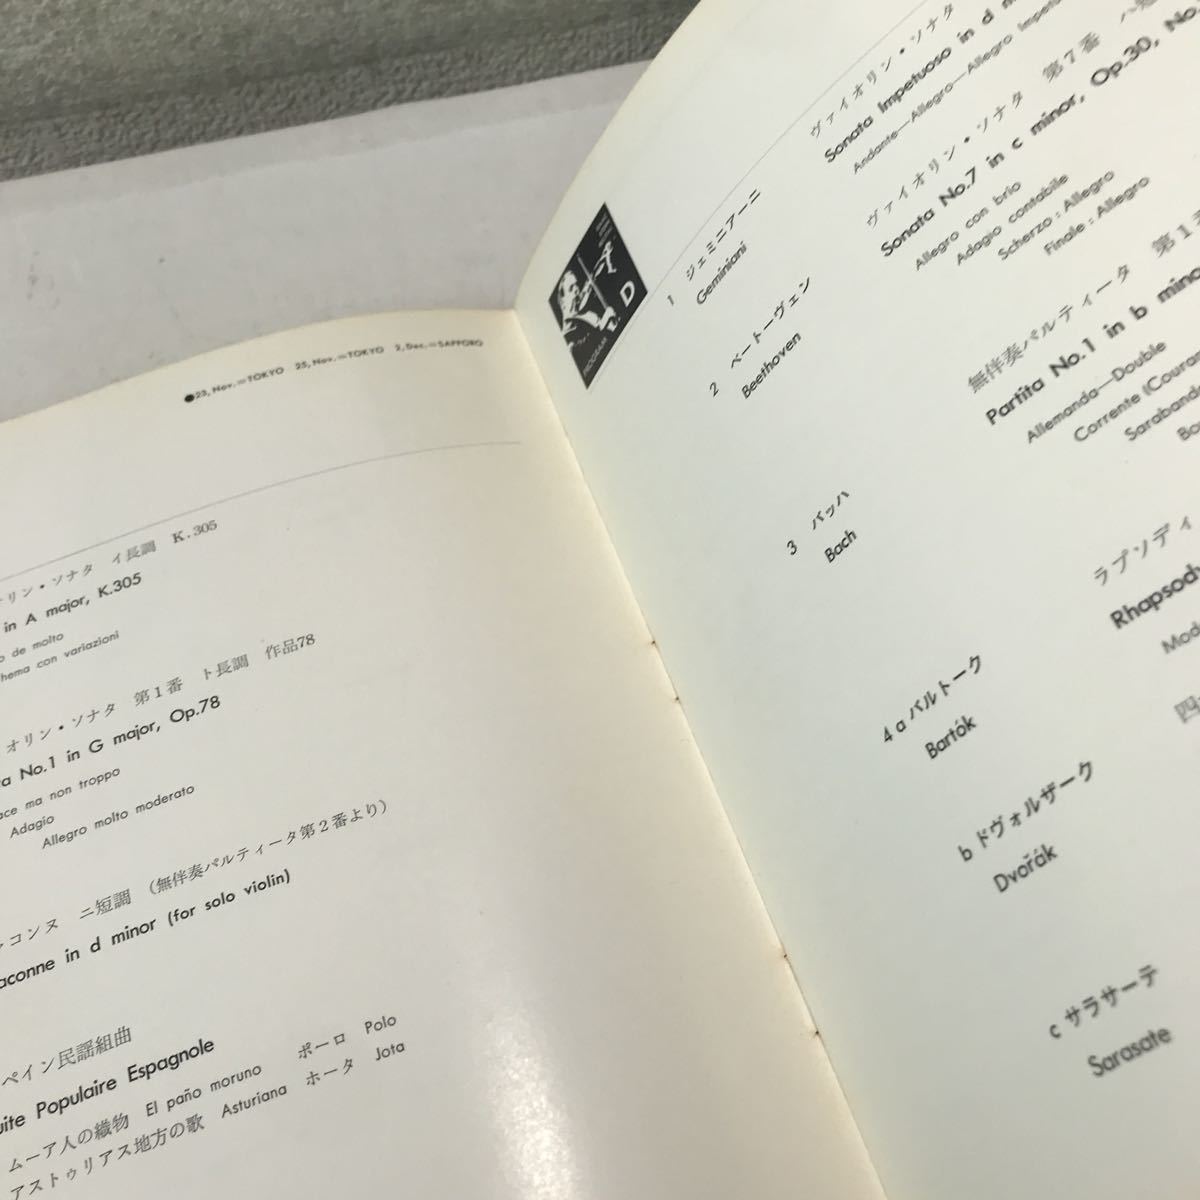 ●23, Nov.=TOKYO 25, Nov.=TOKYO 2, Dec.=SAPPORO
オリン・ソナタ イ長調 K.305
in A major, K.305
de molto
con variazioni
オリン・ソナタ 第1番 ト長調 作品78
No.1 in G major, Op.78
ma non troppo
Adagio
Allegro molto moderato
コンヌ ニ短調 (無伴奏パルティータ第2番より)
in d minor (for solo violin)
ペイン民謡組曲
Populaire Espagnole
ムーア人の織物 El paño moruno ポーロ Polo
アストゥリアス地方の歌 Asturiana ホータ Jota
PROGRAM D
1 ジェミニアーニ
Geminiani
ヴァイオリン・ソナタ
Sonata Impetuoso in d
Andante—Allegro—Allegro
2 ベートーヴェン
Beethoven
ヴァイオリン・ソナタ 第7番
Sonata No.7 in c minor, Op.30, No.
Allegro con brio
Adagio contabile
Scherzo : Allegro
Finale : Allegro
3 バッハ
Bach
無伴奏パルティータ 第1番
Partita No.1 in b
Allemanda—Double
Corrente
4 a バルトーク
Bartók
ラプソディ
Rhapsody
b ドヴォルザーク
Dvořák
c サラサーテ
Sarasate